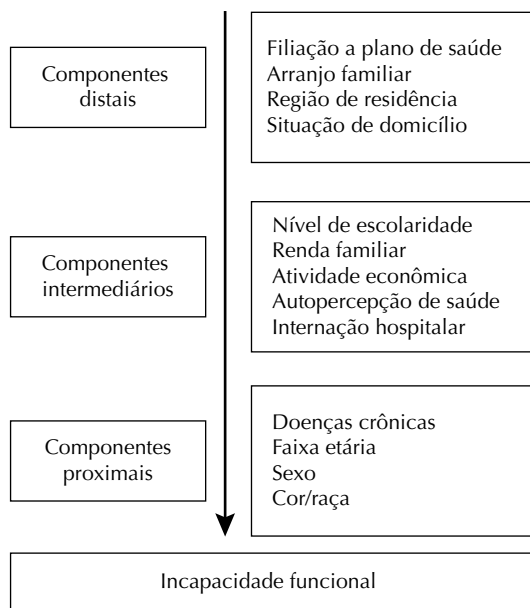 Componentes
distais
Filiação a plano de saúde
Arranjo familiar
Região de residência
Situação de domicílio
Componentes
intermediários
Nível de escolaridade
Renda familiar
Atividade econômica
Autopercepção de saúde
Internação hospitalar
Componentes
proximais
Doenças crônicas
Faixa etária
Sexo
Cor/raça
Incapacidade funcional